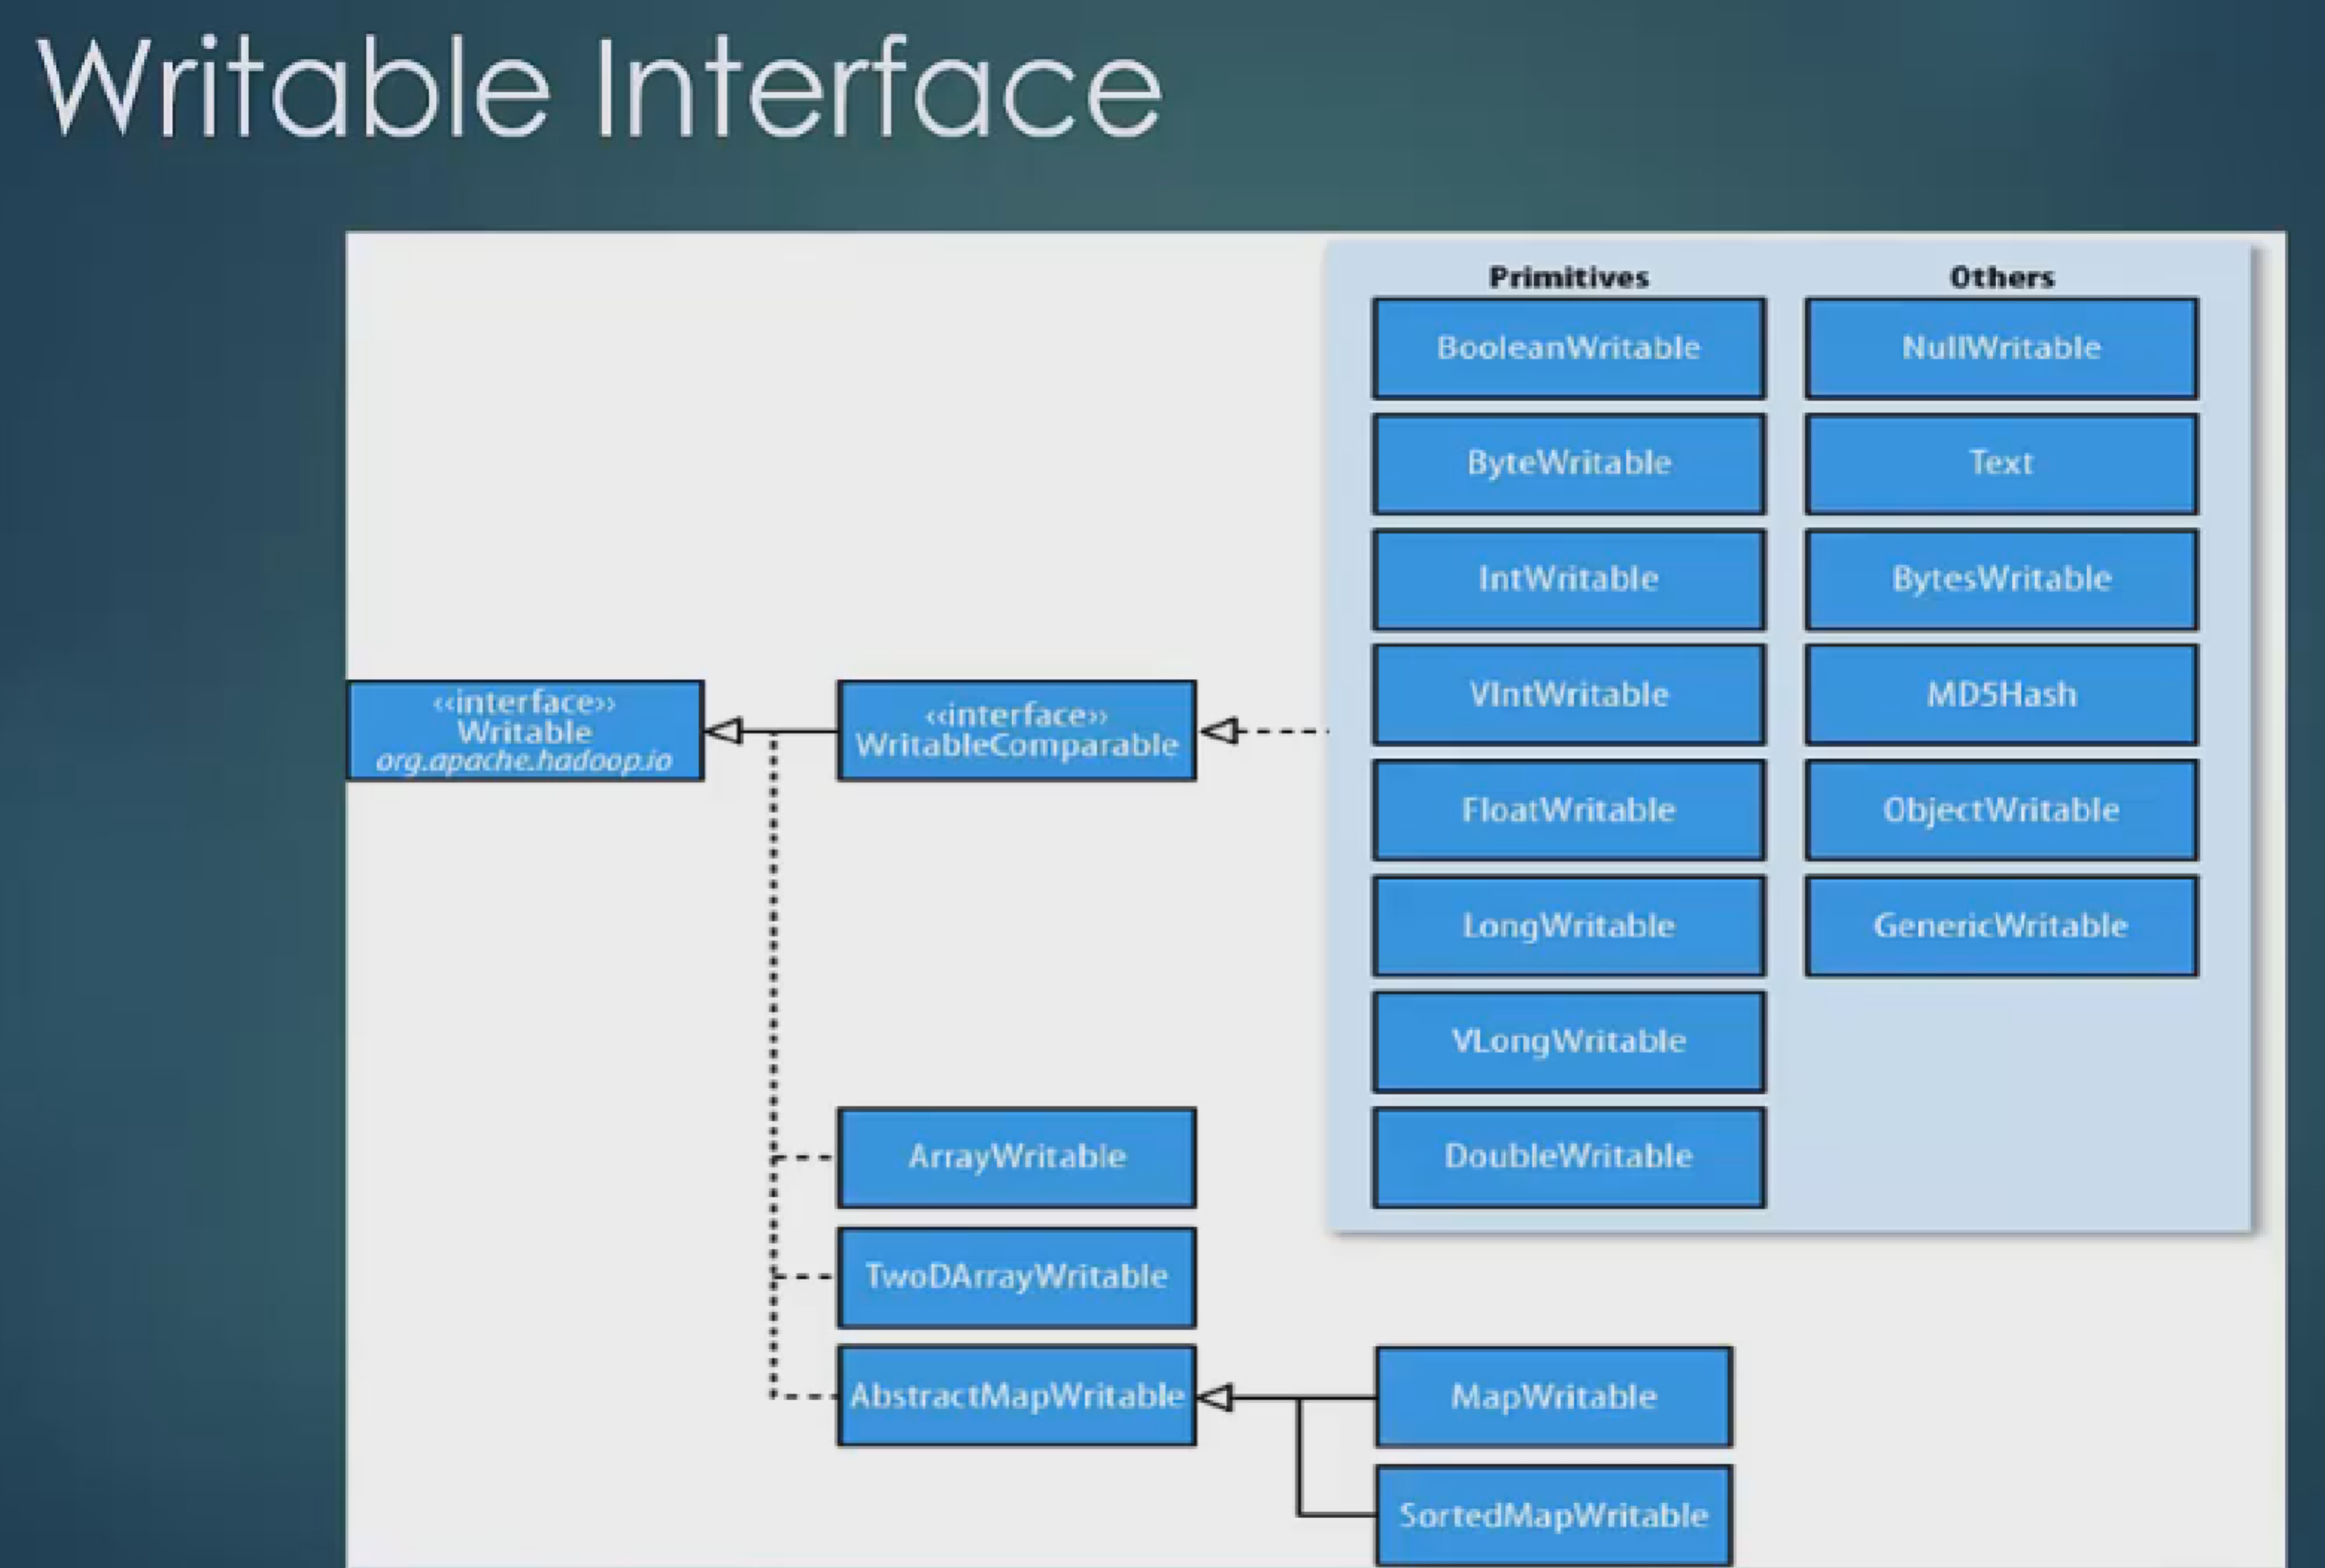 Writable Interface
Primitives
Others
BooleanWritable
NullWritable
ByteWritable
Text
IntWritable
BytesWritable
VIntWritable
MD5Hash
FloatWritable
ObjectWritable
LongWritable
GenericWritable
VLongWritable
DoubleWritable
‹‹interface››
Writable
org.apache.hadoop.io
‹‹interface››
WritableComparable
ArrayWritable
TwoDArrayWritable
AbstractMapWritable
MapWritable
SortedMapWritable